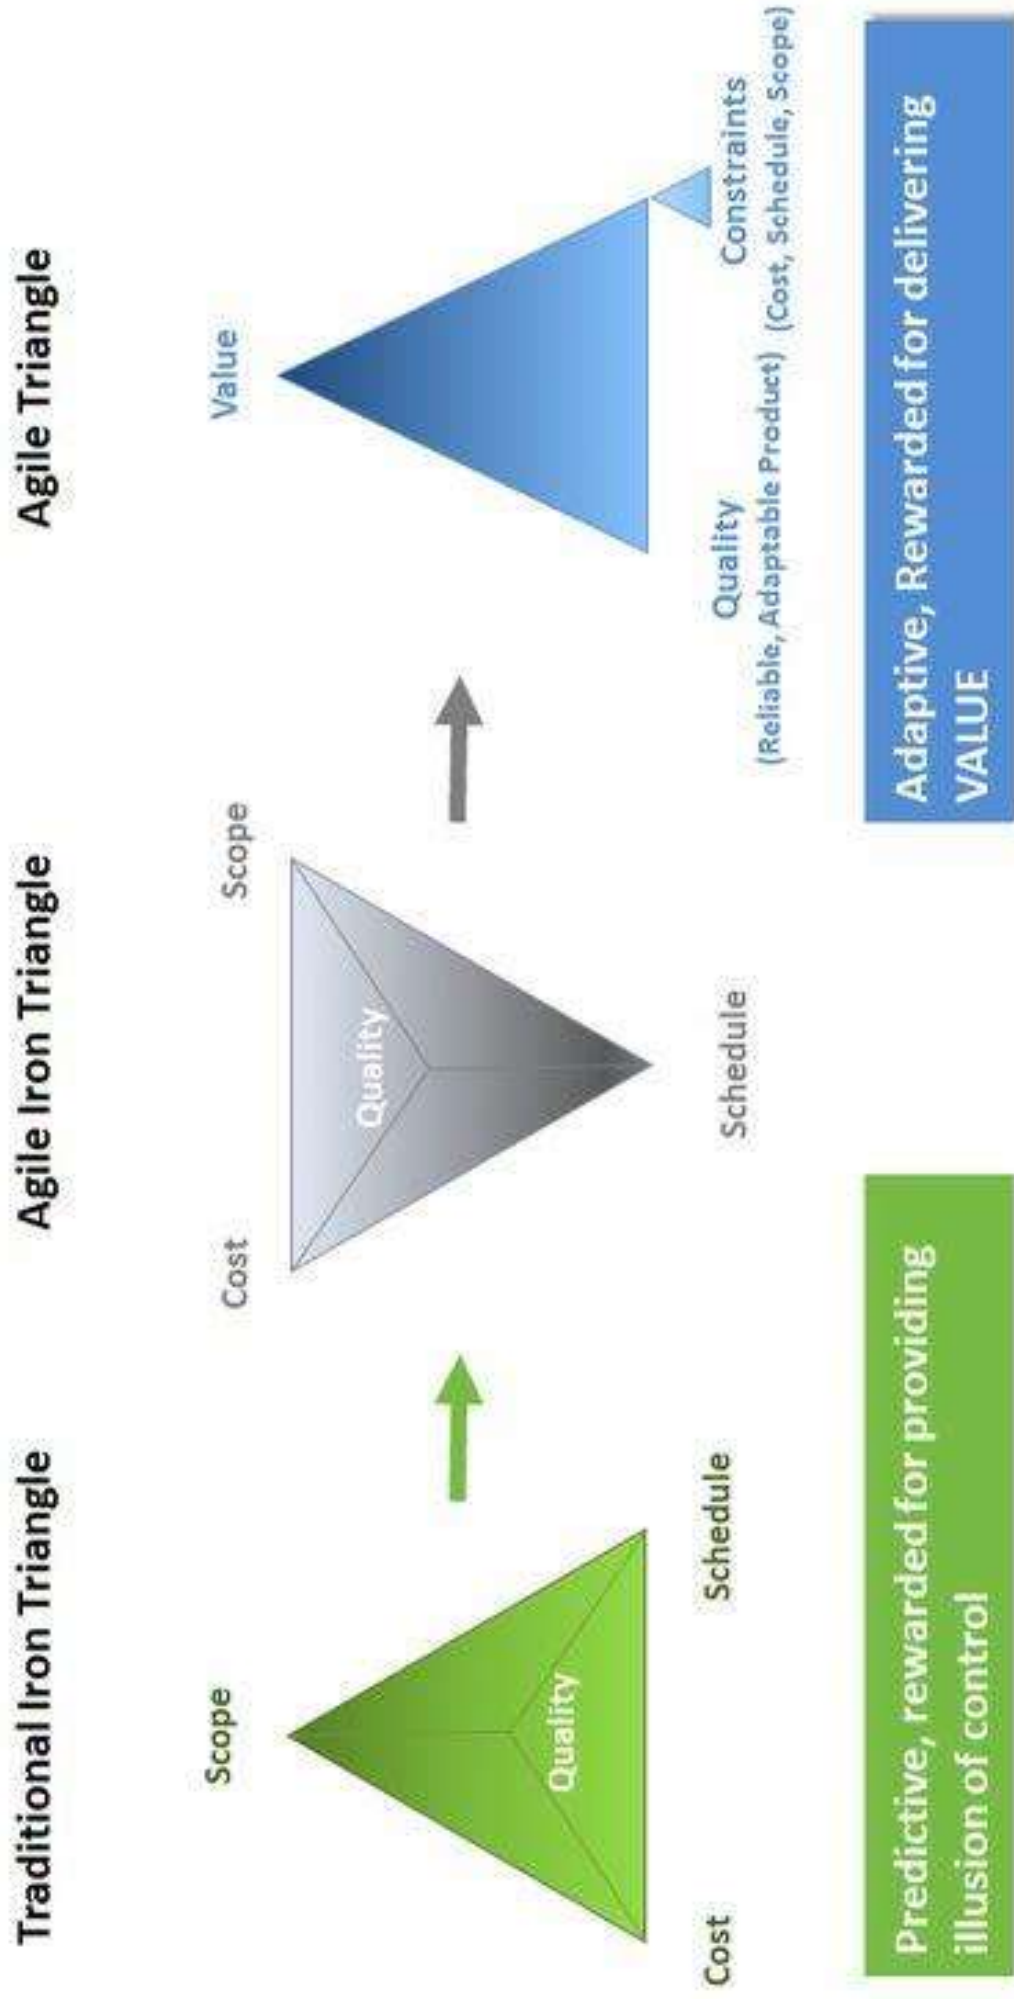 Traditional Iron Triangle
Agile Iron Triangle
Agile Triangle
Scope
Quality
Cost
Schedule
Cost
Scope
Quality
Schedule
Value
Quality
(Reliable, Adaptable Product)
Constraints
(Cost, Schedule, Scope)
Predictive, rewarded for providing
illusion of control
Adaptive, Rewarded for delivering
VALUE